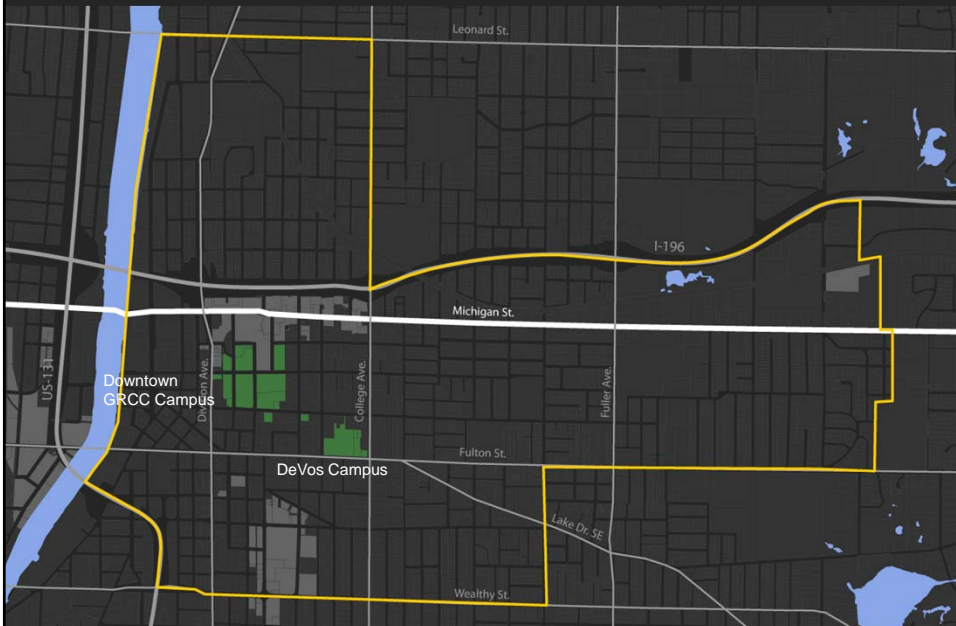 Leonard St.
I-196
Michigan St.
US-131
Downtown
GRCC Campus
Division Ave.
College Ave.
Fuller Ave.
Fulton St.
DeVos Campus
Lake Dr. SE
Wealthy St.